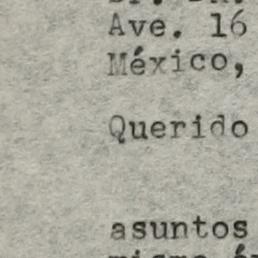 Ave. 16
México,
Querido
asuntos